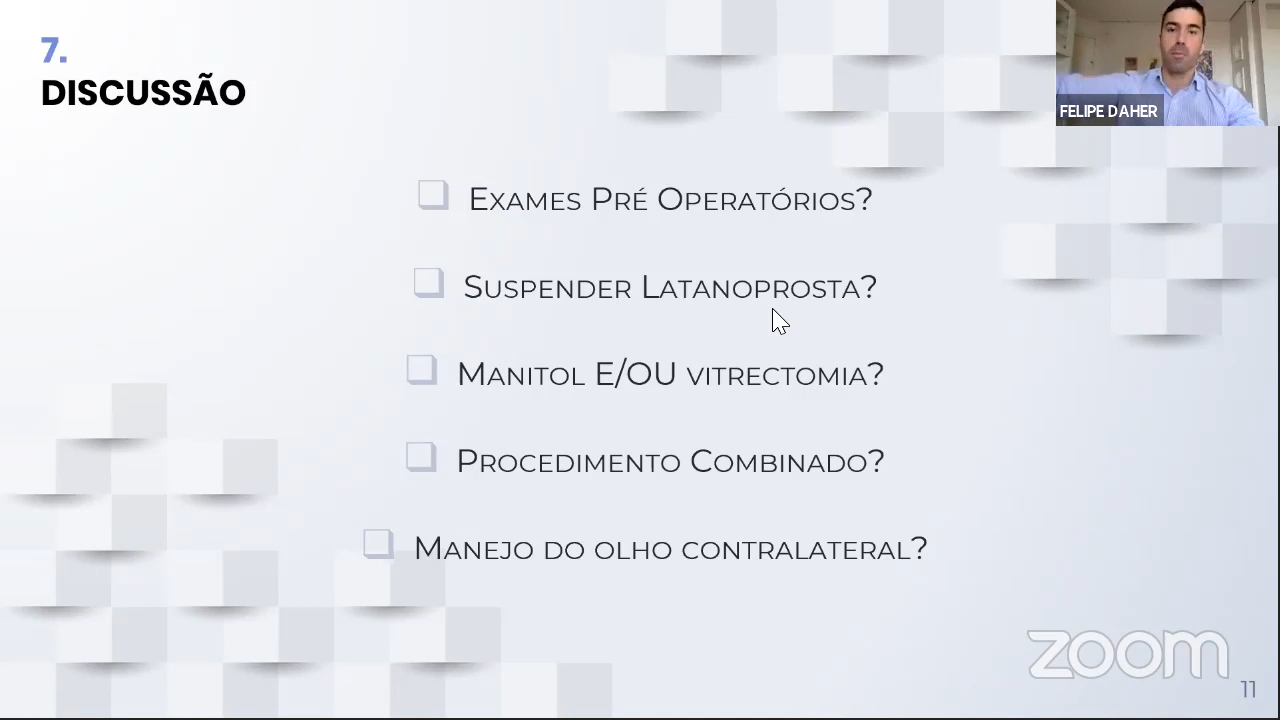 7.
DISCUSSÃO
FELIPE DAHER
Exames Pré Operatórios?
Suspender Latanoprosta?
Manitol E/OU vitrectomia?
Procedimento Combinado?
Manejo do olho contralateral?
zoom
11